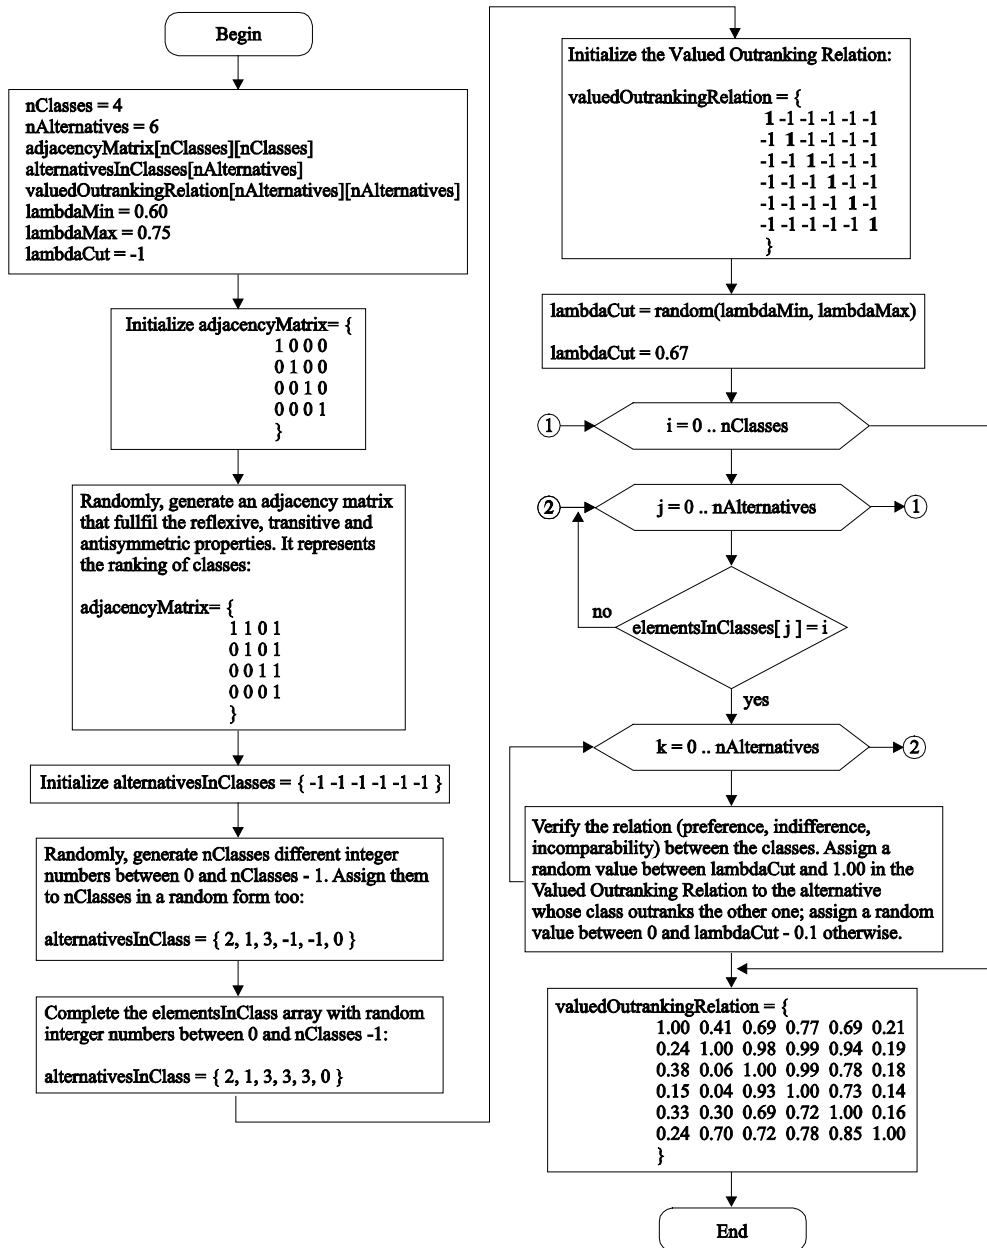 Begin
nClasses = 4
nAlternatives = 6
adjacencyMatrix[nClasses][nClasses]
alternativesInClasses[nAlternatives]
valuedOutrankingRelation[nAlternatives][nAlternatives]
lambdaMin = 0.60
lambdaMax = 0.75
lambdaCut = -1
Initialize adjacencyMatrix= {
1 0 0 0
0 1 0 0
0 0 1 0
0 0 0 1
}
Randomly, generate an adjacency matrix
that fullfil the reflexive, transitive and
antisymmetric properties. It represents
the ranking of classes:
adjacencyMatrix= {
1 1 0 1
0 1 0 1
0 0 1 1
0 0 0 1
}
Initialize alternativesInClasses = { -1 -1 -1 -1 -1 -1 }
Randomly, generate nClasses different integer
numbers between 0 and nClasses - 1. Assign them
to nClasses in a random form too:
alternativesInClass = { 2, 1, 3, -1, -1, 0 }
Complete the elementsInClass array with random
interger numbers between 0 and nClasses -1:
alternativesInClass = { 2, 1, 3, 3, 3, 0 }
Initialize the Valued Outranking Relation:
valuedOutrankingRelation = {
1 -1 -1 -1 -1 -1
-1 1 -1 -1 -1 -1
-1 -1 1 -1 -1 -1
-1 -1 -1 1 -1 -1
-1 -1 -1 -1 1 -1
-1 -1 -1 -1 -1 1
}
lambdaCut = random(lambdaMin, lambdaMax)
lambdaCut = 0.67
1
i = 0 .. nClasses
2
j = 0 .. nAlternatives
1
no
elementsInClasses[ j ] = i
yes
k = 0 .. nAlternatives
2
Verify the relation (preference, indifference,
incomparability) between the classes. Assign a
random value between lambdaCut and 1.00 in the
Valued Outranking Relation to the alternative
whose class outranks the other one; assign a random
value between 0 and lambdaCut - 0.1 otherwise.
valuedOutrankingRelation = {
1.00 0.41 0.69 0.77 0.69 0.21
0.24 1.00 0.98 0.99 0.94 0.19
0.38 0.06 1.00 0.99 0.78 0.18
0.15 0.04 0.93 1.00 0.73 0.14
0.33 0.30 0.69 0.72 1.00 0.16
0.24 0.70 0.72 0.78 0.85 1.00
}
End